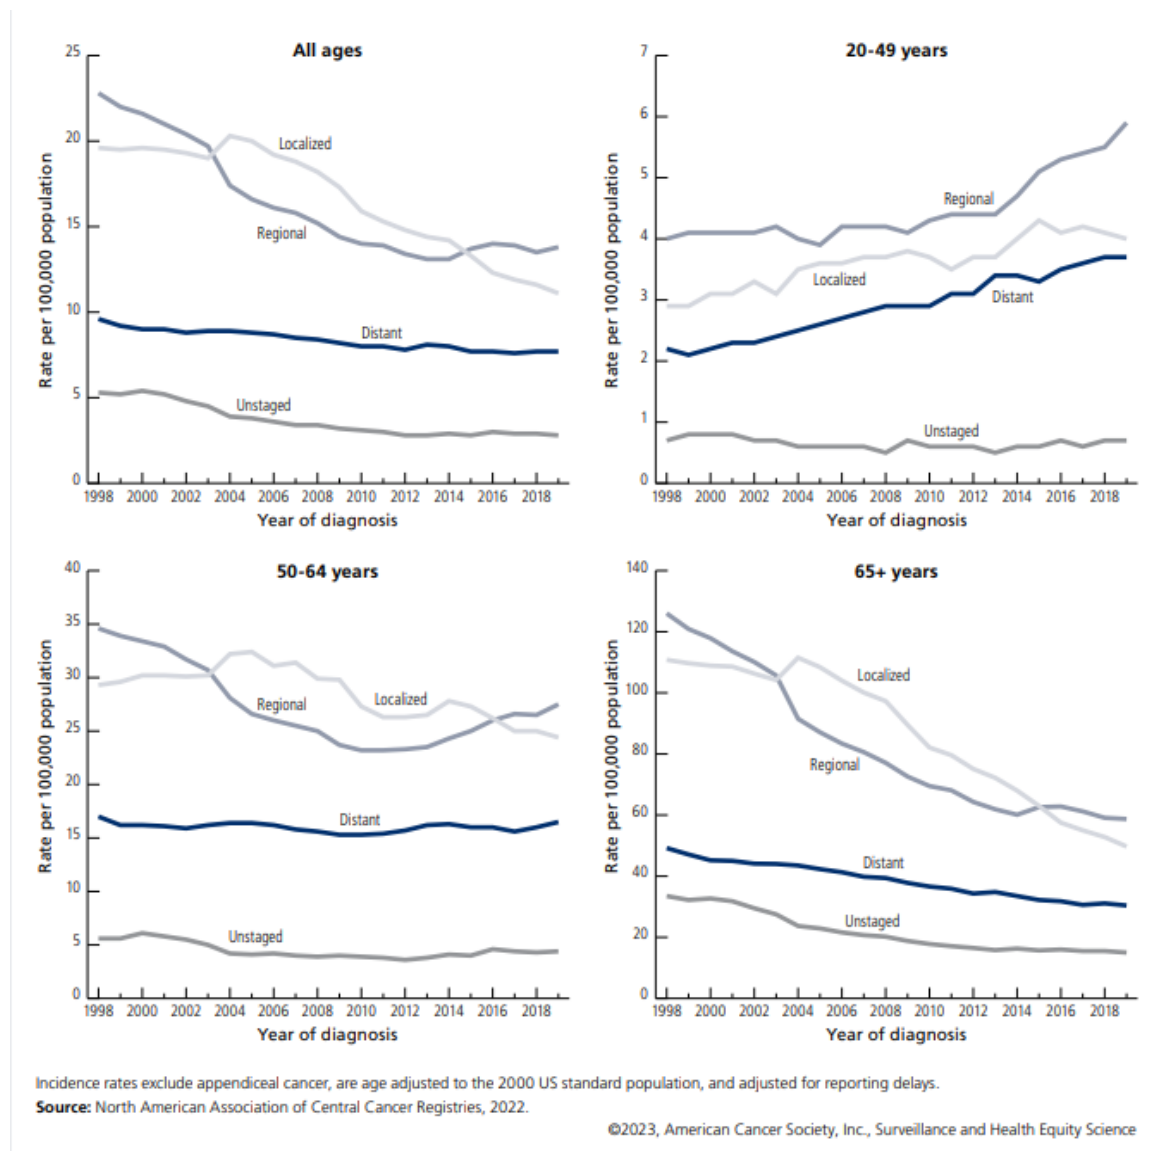 All ages
25
20
15
10
5
0
Rate per 100,000 population
Localized
Regional
Distant
Unstaged
1998 2000 2002 2004 2006 2008 2010 2012 2014 2016 2018
Year of diagnosis
20-49 years
7
6
5
4
3
2
1
0
Rate per 100,000 population
Regional
Localized
Distant
Unstaged
1998 2000 2002 2004 2006 2008 2010 2012 2014 2016 2018
Year of diagnosis
50-64 years
40
35
30
25
20
15
10
5
0
Rate per 100,000 population
Regional
Localized
Distant
Unstaged
1998 2000 2002 2004 2006 2008 2010 2012 2014 2016 2018
Year of diagnosis
65+ years
140
120
100
80
60
40
20
0
Rate per 100,000 population
Localized
Regional
Distant
Unstaged
1998 2000 2002 2004 2006 2008 2010 2012 2014 2016 2018
Year of diagnosis
Incidence rates exclude appendiceal cancer, are age adjusted to the 2000 US standard population, and adjusted for reporting delays.
Source: North American Association of Central Cancer Registries, 2022.
©2023, American Cancer Society, Inc., Surveillance and Health Equity Science